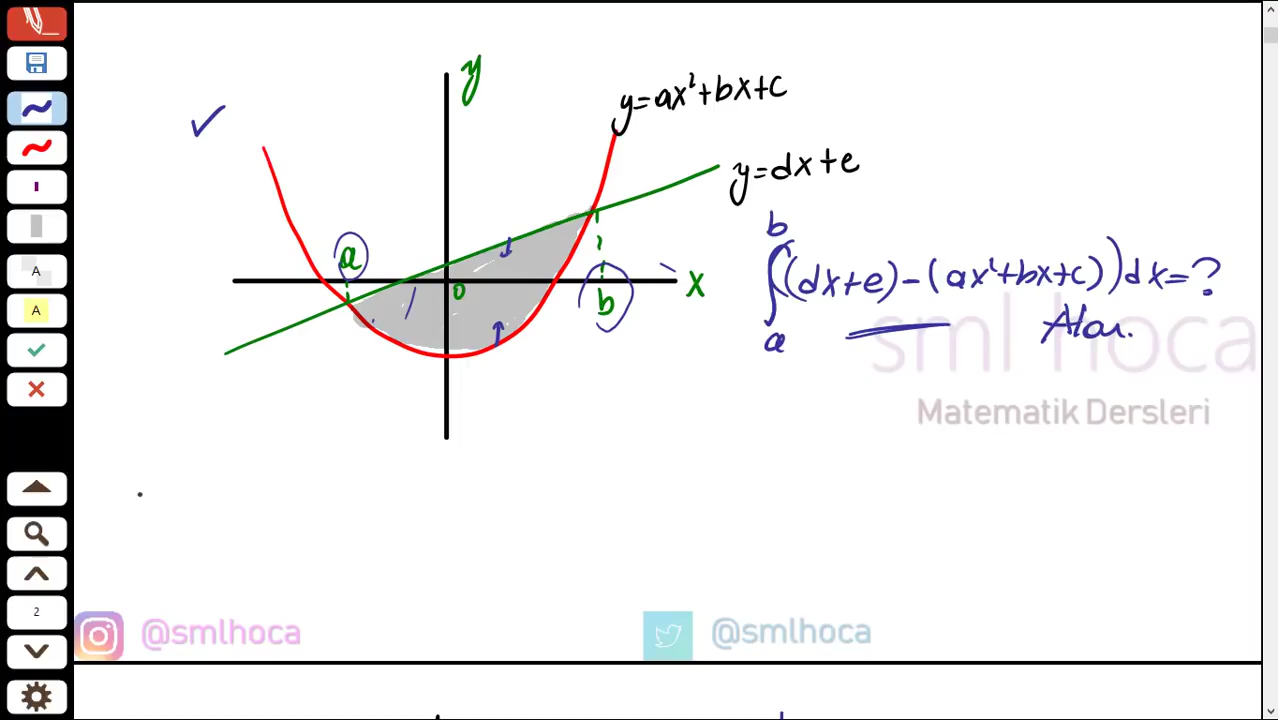 y
y=ax²+bx+c
y=dx+e
a
0
b
x
b
∫((dx+e)-(ax²+bx+c))dx=?
a
Alan.
sml hoca
Matematik Dersleri
A
A
2
@smlhoca
@smlhoca